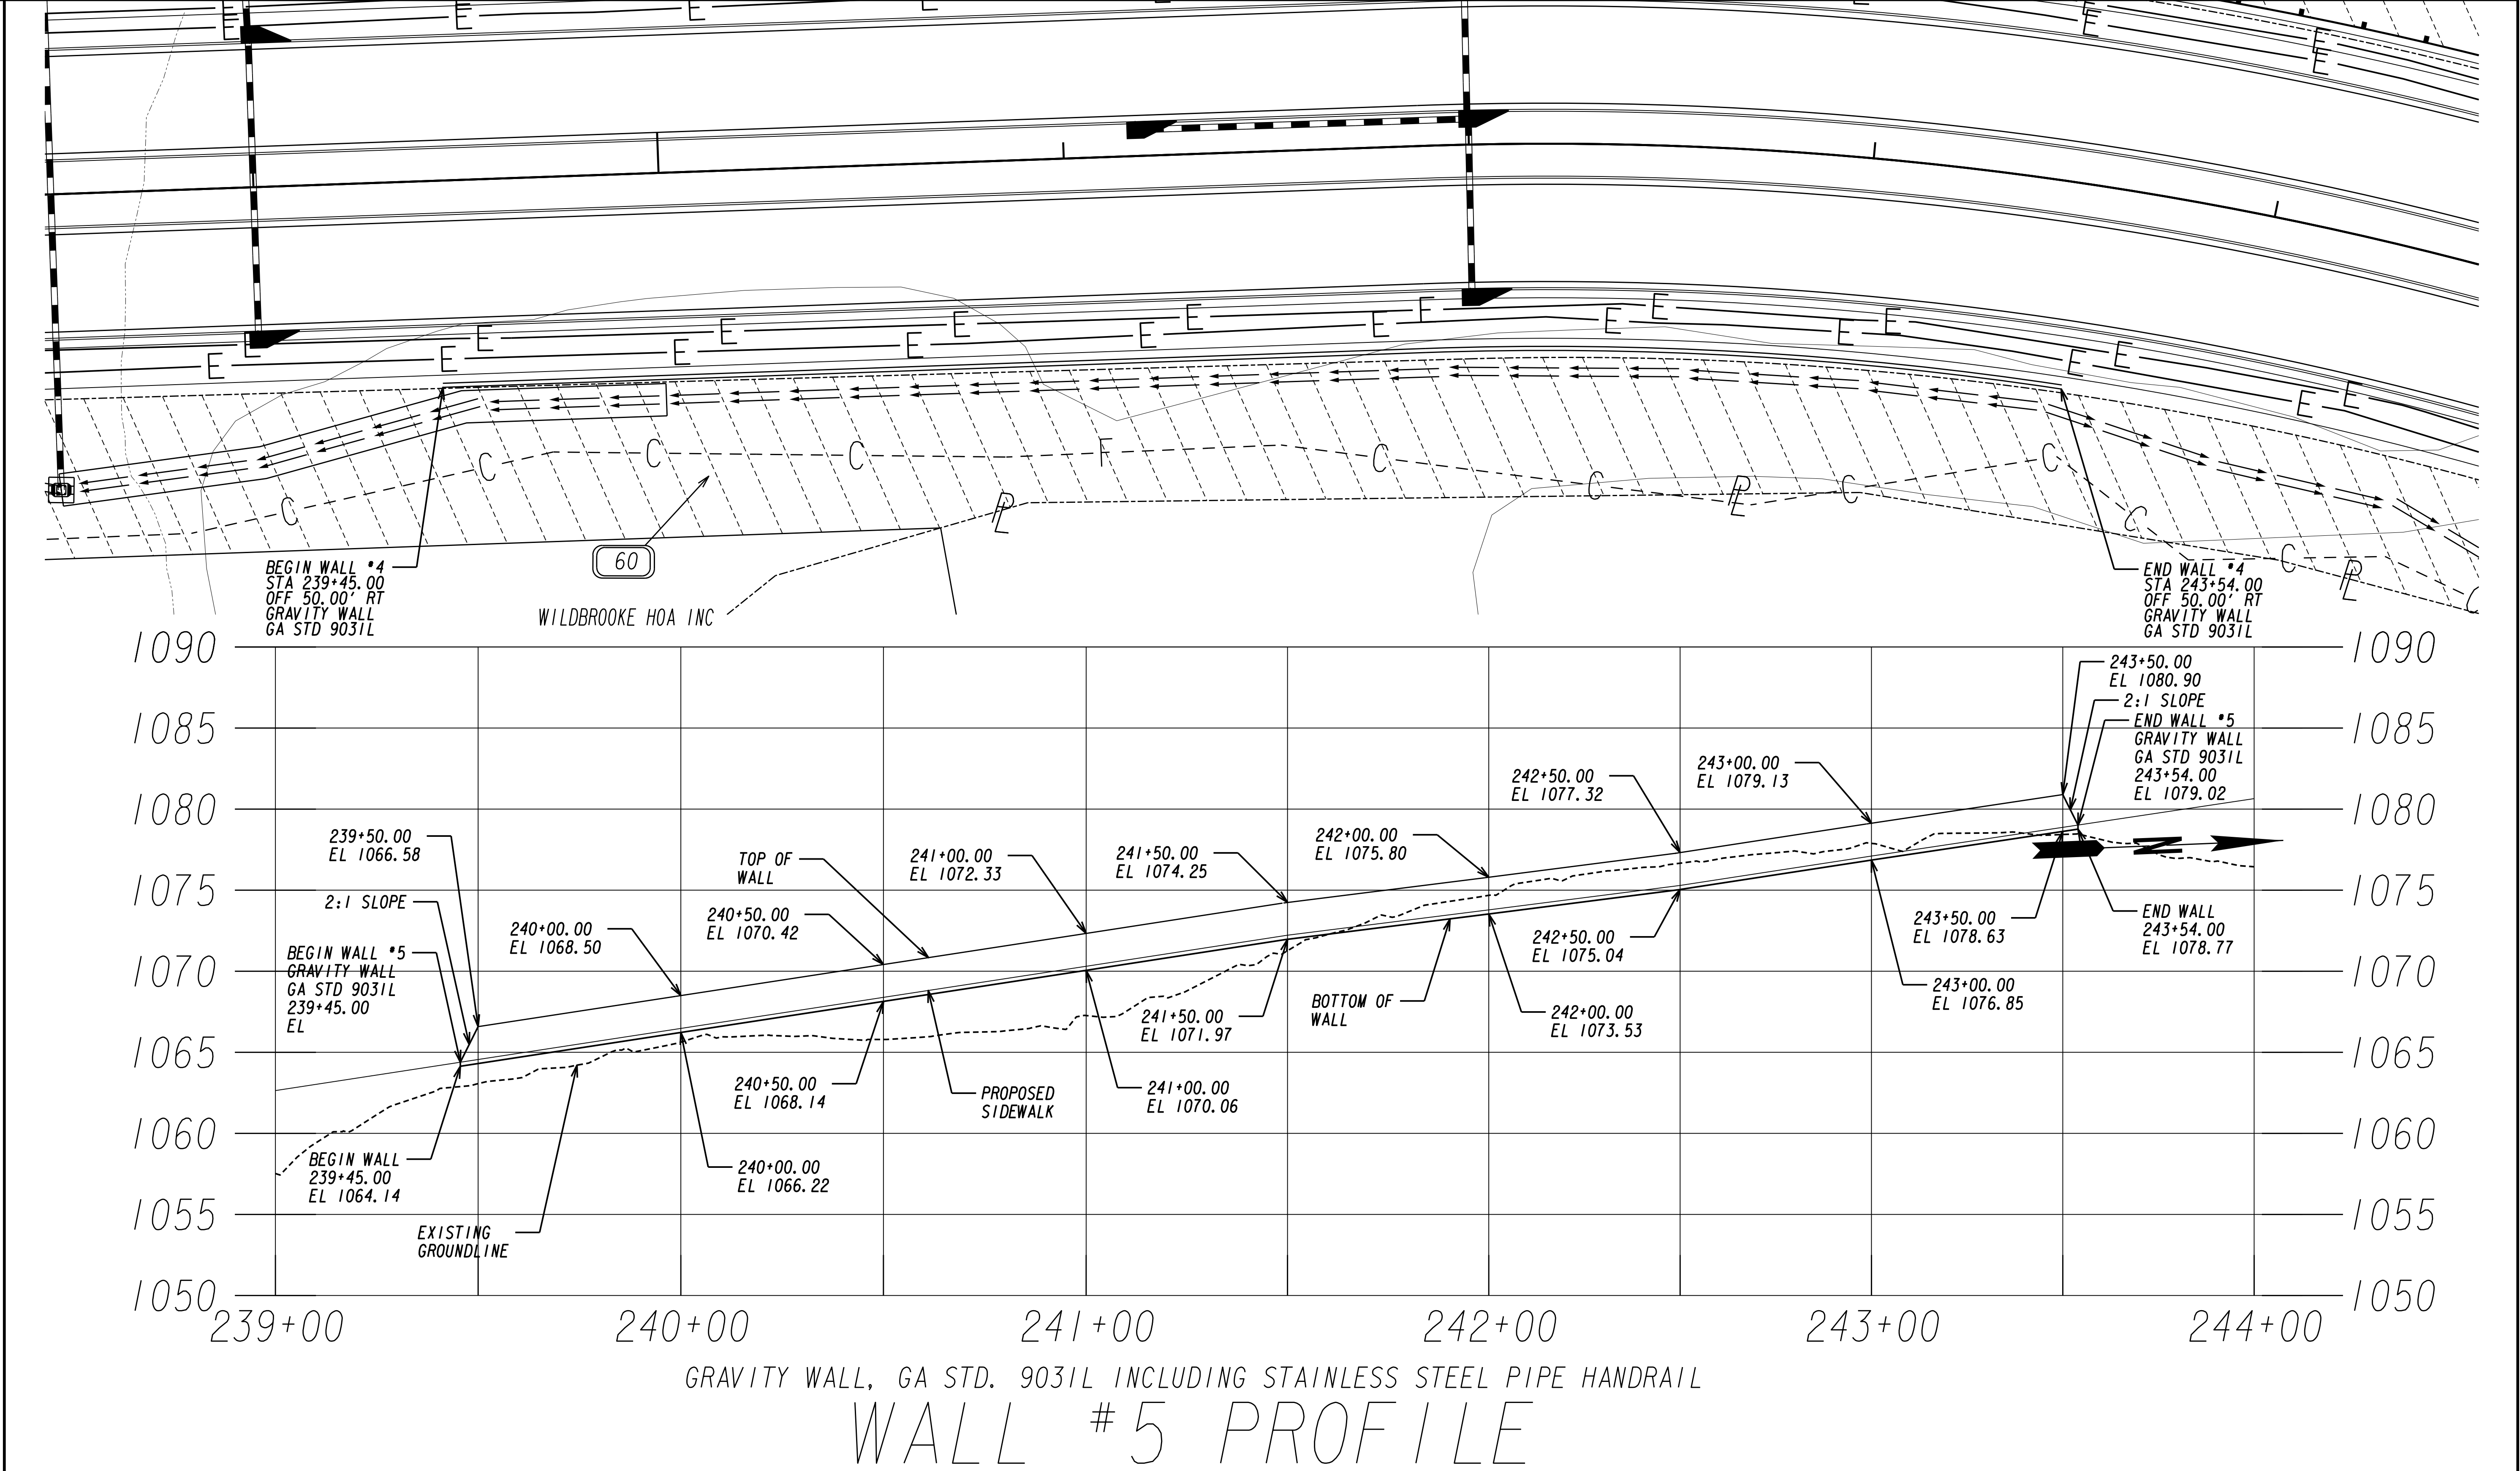 E E E E E E E E
E E E E E E E E E E E
E E E E E E E E E E
C C C C F C C C C C C C
P L P L P L
60
BEGIN WALL #4
STA 239+45.00
OFF 50.00' RT
GRAVITY WALL
GA STD 9031L
WILDBROOKE HOA INC
END WALL #4
STA 243+54.00
OFF 50.00' RT
GRAVITY WALL
GA STD 9031L
1090
1085
1080
1075
1070
1065
1060
1055
1050
239+50.00
EL 1066.58
2:1 SLOPE
BEGIN WALL #5
GRAVITY WALL
GA STD 9031L
239+45.00
EL
240+00.00
EL 1068.50
TOP OF
WALL
240+50.00
EL 1070.42
241+00.00
EL 1072.33
241+50.00
EL 1074.25
242+00.00
EL 1075.80
242+50.00
EL 1077.32
243+00.00
EL 1079.13
243+50.00
EL 1080.90
2:1 SLOPE
END WALL #5
GRAVITY WALL
GA STD 9031L
243+54.00
EL 1079.02
BEGIN WALL
239+45.00
EL 1064.14
EXISTING
GROUNDLINE
240+00.00
EL 1066.22
240+50.00
EL 1068.14
PROPOSED
SIDEWALK
241+00.00
EL 1070.06
241+50.00
EL 1071.97
BOTTOM OF
WALL
242+00.00
EL 1073.53
242+50.00
EL 1075.04
243+00.00
EL 1076.85
243+50.00
EL 1078.63
END WALL
243+54.00
EL 1078.77
N
1090
1085
1080
1075
1070
1065
1060
1055
1050
239+00 240+00 241+00 242+00 243+00 244+00
GRAVITY WALL, GA STD. 9031L INCLUDING STAINLESS STEEL PIPE HANDRAIL
WALL #5 PROFILE